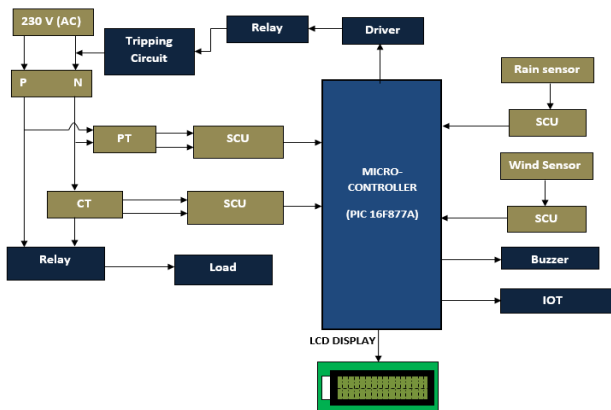 230 V (AC)
Tripping
Circuit
Relay
Driver
P N
Rain sensor
SCU
PT
SCU
MICRO-
CONTROLLER
(PIC 16F877A)
Wind Sensor
CT
SCU
SCU
Relay
Load
Buzzer
IOT
LCD DISPLAY